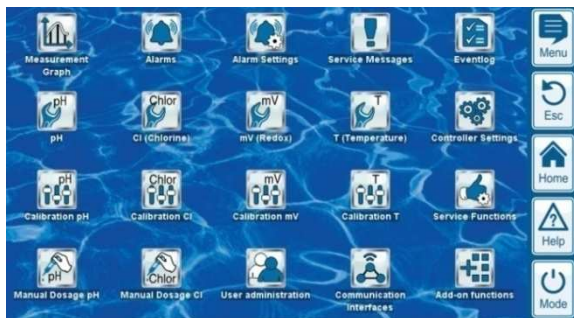 Measurement
Graph
Alarms
Alarm Settings
Service Messages
Eventlog
Menu
pH
Chlor
mV
T
pH
Cl (Chlorine)
mV (Redox)
T (Temperature)
Controller Settings
Esc
pH
Chlor
mV
T
Calibration pH
Calibration Cl
Calibration mV
Calibration T
Service Functions
Home
pH
Chlor
Manual Dosage pH
Manual Dosage Cl
User administration
Communication
Interfaces
Add-on functions
Help
Mode